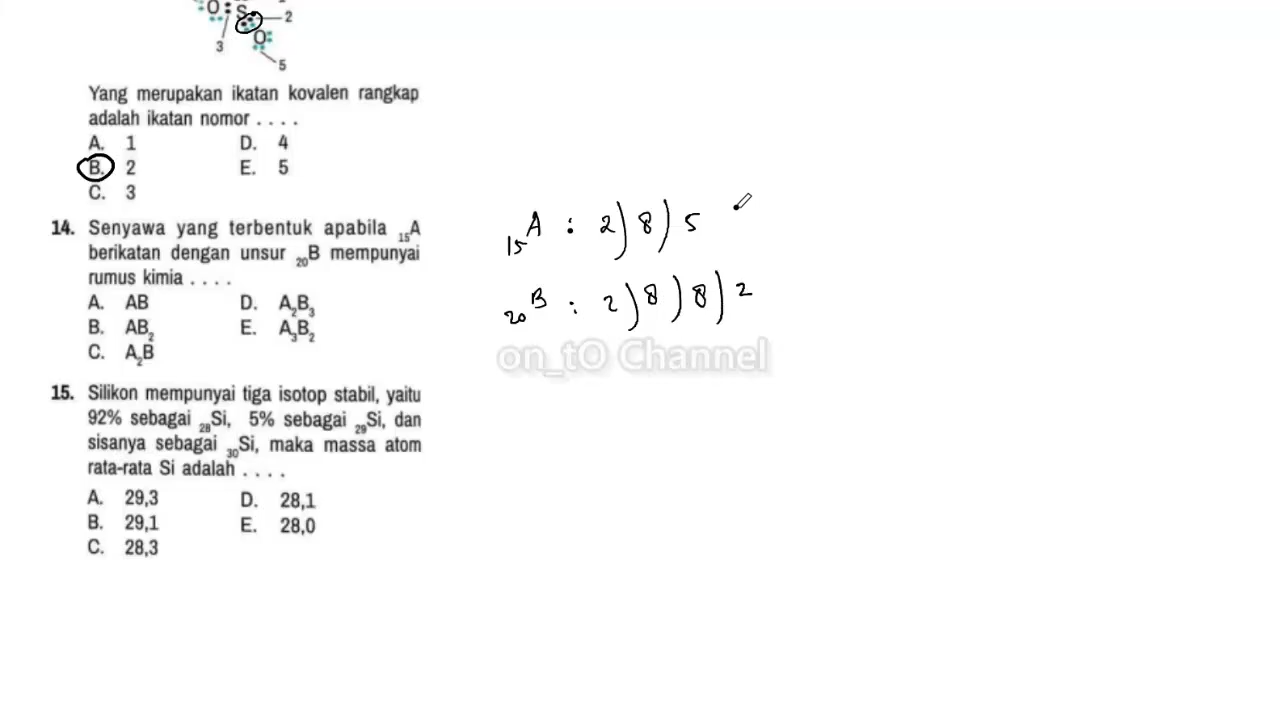 :O : S
2
O:
3
5
Yang merupakan ikatan kovalen rangkap
adalah ikatan nomor . . . .
A. 1 D. 4
B. 2 E. 5
C. 3
14. Senyawa yang terbentuk apabila ₁₅A
berikatan dengan unsur ₂₀B mempunyai
rumus kimia . . . .
A. AB D. A₂B₃
B. AB₂ E. A₃B₂
C. A₂B
15. Silikon mempunyai tiga isotop stabil, yaitu
92% sebagai ₂₈Si, 5% sebagai ₂₉Si, dan
sisanya sebagai ₃₀Si, maka massa atom
rata-rata Si adalah . . . .
A. 29,3 D. 28,1
B. 29,1 E. 28,0
C. 28,3
₁₅A : 2) 8) 5
₂₀B : 2) 8) 8) 2
on_tO Channel